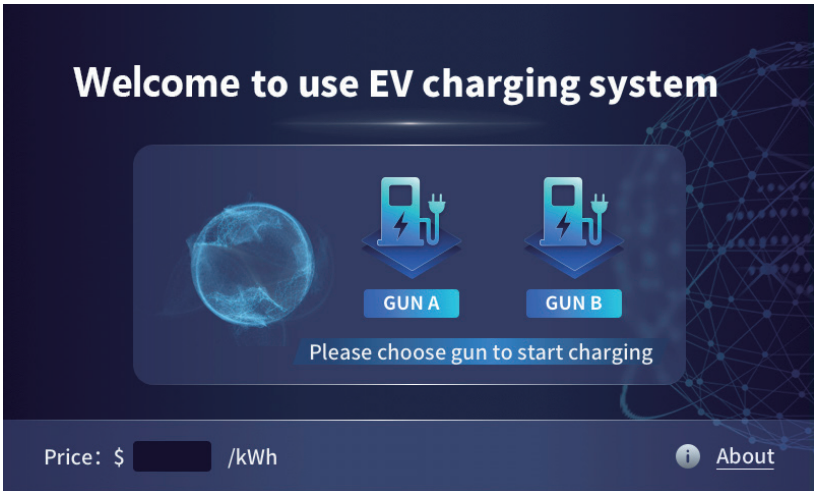 Welcome to use EV charging system
GUN A
GUN B
Please choose gun to start charging
Price: $ /kWh
i About